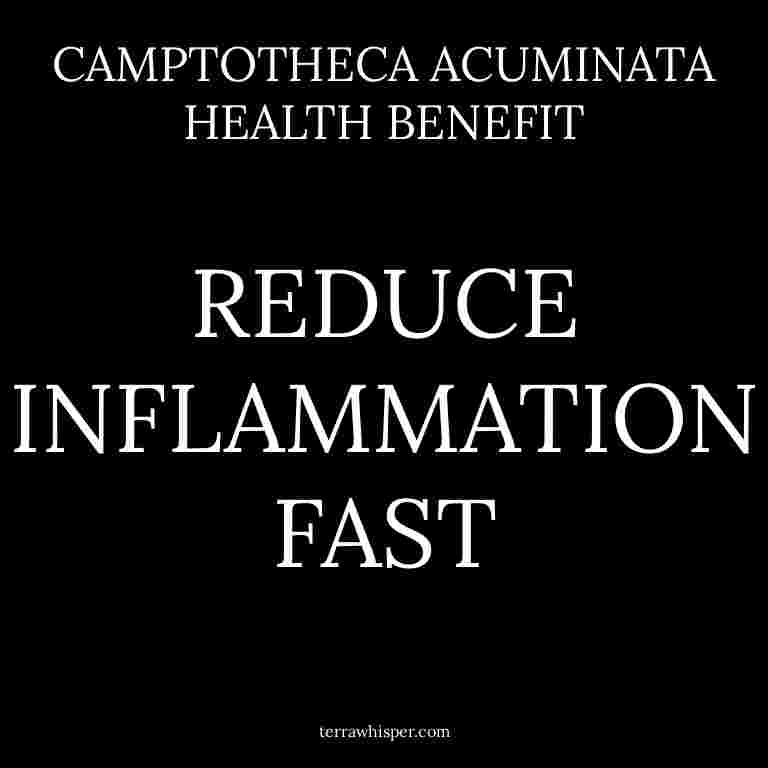 CAMPTOTHECA ACUMINATA
HEALTH BENEFIT
REDUCE
INFLAMMATION
FAST
terrawhisper.com